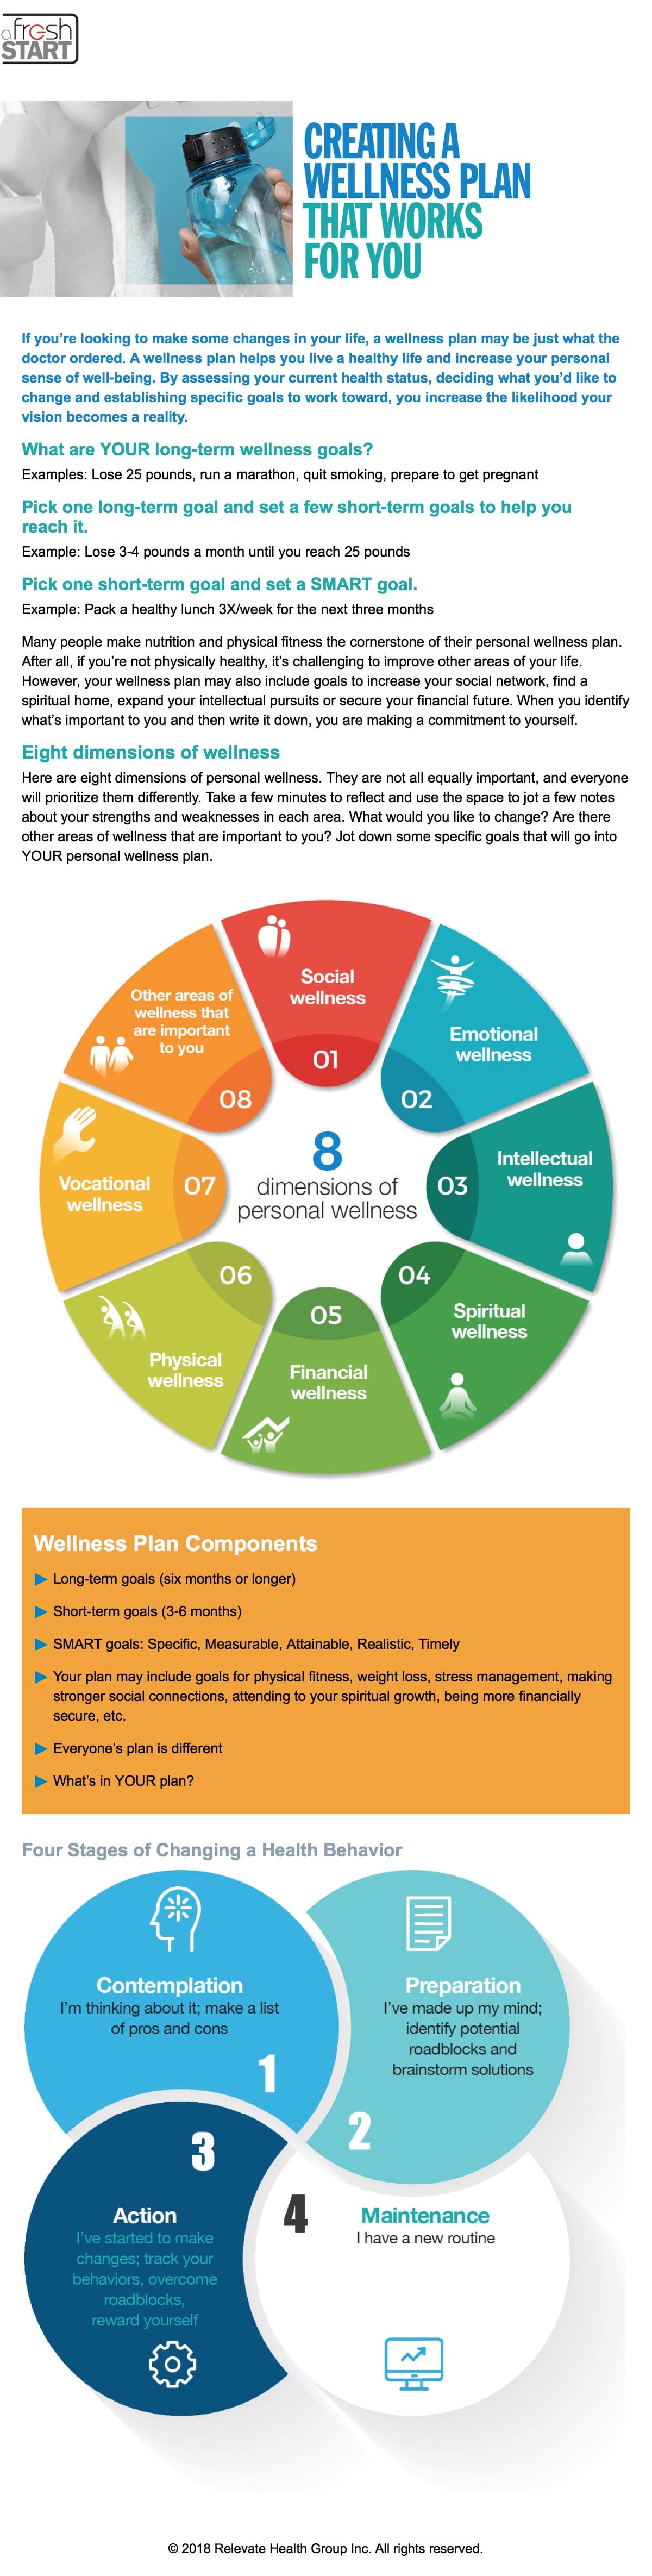 a fresh
START
CREATING A
WELLNESS PLAN
THAT WORKS
FOR YOU
If you’re looking to make some changes in your life, a wellness plan may be just what the
doctor ordered. A wellness plan helps you live a healthy life and increase your personal
sense of well-being. By assessing your current health status, deciding what you’d like to
change and establishing specific goals to work toward, you increase the likelihood your
vision becomes a reality.
What are YOUR long-term wellness goals?
Examples: Lose 25 pounds, run a marathon, quit smoking, prepare to get pregnant
Pick one long-term goal and set a few short-term goals to help you
reach it.
Example: Lose 3-4 pounds a month until you reach 25 pounds
Pick one short-term goal and set a SMART goal.
Example: Pack a healthy lunch 3X/week for the next three months
Many people make nutrition and physical fitness the cornerstone of their personal wellness plan.
After all, if you’re not physically healthy, it’s challenging to improve other areas of your life.
However, your wellness plan may also include goals to increase your social network, find a
spiritual home, expand your intellectual pursuits or secure your financial future. When you identify
what’s important to you and then write it down, you are making a commitment to yourself.
Eight dimensions of wellness
Here are eight dimensions of personal wellness. They are not all equally important, and everyone
will prioritize them differently. Take a few minutes to reflect and use the space to jot a few notes
about your strengths and weaknesses in each area. What would you like to change? Are there
other areas of wellness that are important to you? Jot down some specific goals that will go into
YOUR personal wellness plan.
Social
wellness
01
Emotional
wellness
02
Intellectual
wellness
03
Spiritual
wellness
04
Financial
wellness
05
Physical
wellness
06
Vocational
wellness
07
Other areas of
wellness that
are important
to you
08
8
dimensions of
personal wellness
Wellness Plan Components
Long-term goals (six months or longer)
Short-term goals (3-6 months)
SMART goals: Specific, Measurable, Attainable, Realistic, Timely
Your plan may include goals for physical fitness, weight loss, stress management, making
stronger social connections, attending to your spiritual growth, being more financially
secure, etc.
Everyone’s plan is different
What’s in YOUR plan?
Four Stages of Changing a Health Behavior
Contemplation
I’m thinking about it; make a list
of pros and cons
1
Preparation
I’ve made up my mind;
identify potential
roadblocks and
brainstorm solutions
2
3
Action
I’ve started to make
changes; track your
behaviors, overcome
roadblocks,
reward yourself
4
Maintenance
I have a new routine
© 2018 Relevate Health Group Inc. All rights reserved.